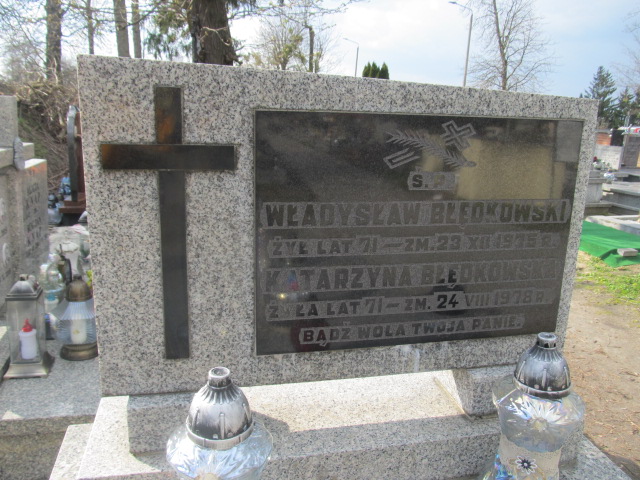 Ś. P.
WŁADYSŁAW BŁĘDKOWSKI
ŻYŁ LAT 71 — ZM. 23 XII 1975 R.
KATARZYNA BŁĘDKOWSKA
ŻYŁA LAT 71 — ZM. 24 VIII 1978 R.
BĄDŹ WOLA TWOJA PANIE.